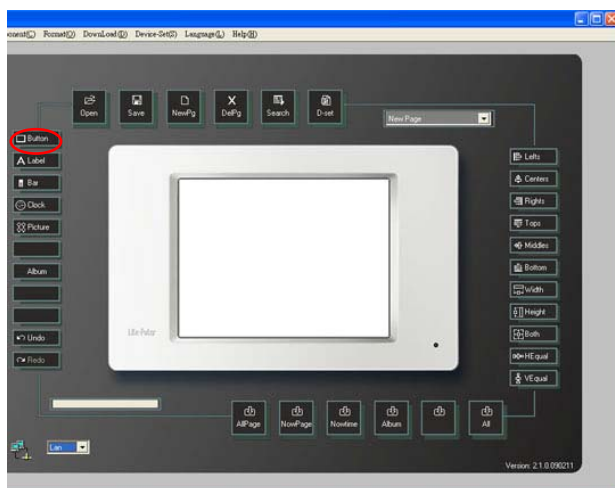 Format(O) DownLoad(D) Device-Set(S) Language(L) Help(H)
Open Save NewPg DelPg Search D-set
New Page
Button
Label
Bar
Clock
Picture
Album
Undo
Redo
Lefts
Centers
Rights
Tops
Middles
Bottom
Width
Height
Both
HEqual
VEqual
AllPage NowPage Nowtime Album All
Lan
Version: 2.1.0.090211